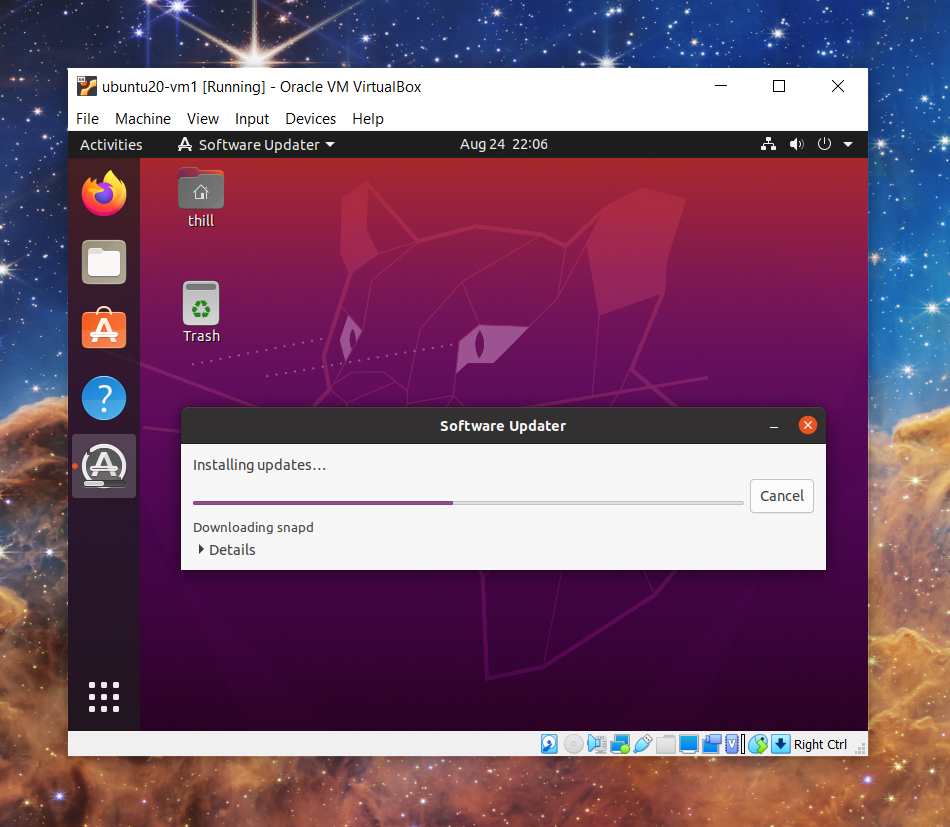 ubuntu20-vm1 [Running] - Oracle VM VirtualBox
File Machine View Input Devices Help
Activities Software Updater Aug 24 22:06
thill
Trash
Software Updater
Installing updates…
Cancel
Downloading snapd
Details
Right Ctrl